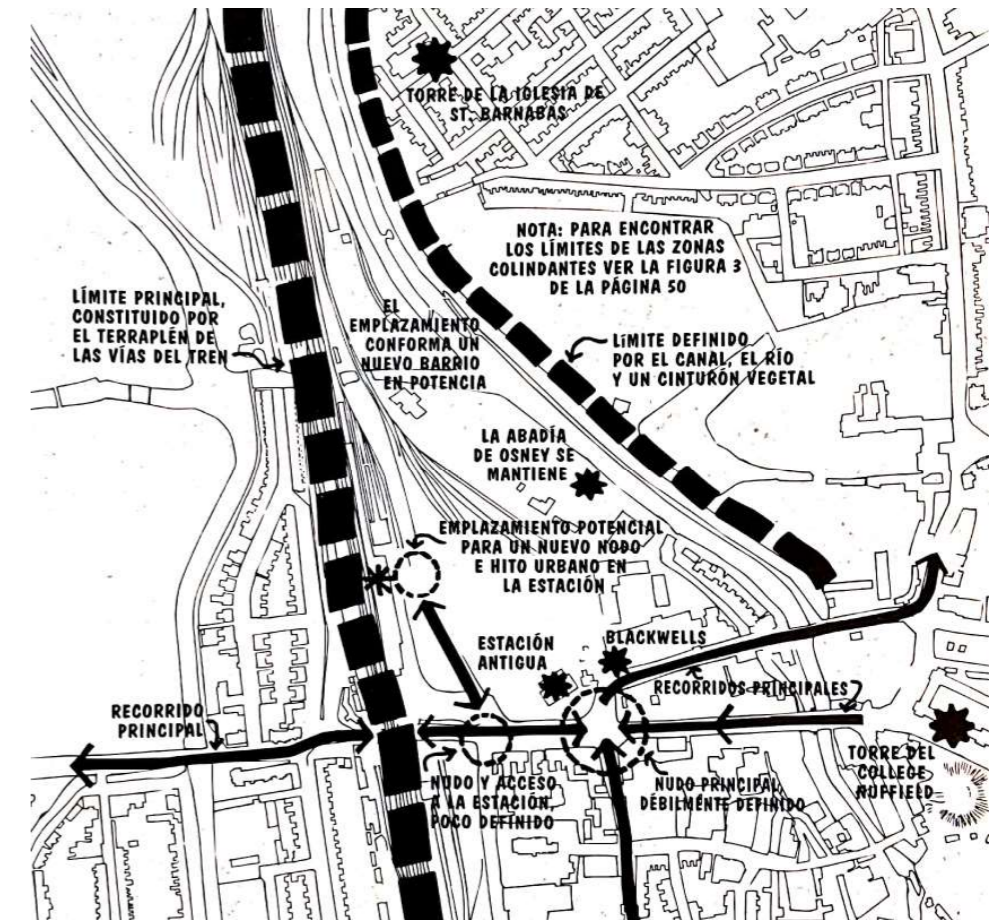 TORRE DE LA IGLESIA DE
ST. BARNABAS
NOTA: PARA ENCONTRAR
LOS LÍMITES DE LAS ZONAS
COLINDANTES VER LA FIGURA 3
DE LA PÁGINA 50
LÍMITE PRINCIPAL,
CONSTITUIDO POR
EL TERRAPLÉN DE
LAS VÍAS DEL TREN
EL
EMPLAZAMIENTO
CONFORMA UN
NUEVO BARRIO
EN POTENCIA
LÍMITE DEFINIDO
POR EL CANAL, EL RÍO
Y UN CINTURÓN VEGETAL
LA ABADÍA
DE OSNEY SE
MANTIENE
EMPLAZAMIENTO POTENCIAL
PARA UN NUEVO NODO
E HITO URBANO EN
LA ESTACIÓN
ESTACIÓN
ANTIGUA
BLACKWELLS
RECORRIDOS PRINCIPALES
RECORRIDO
PRINCIPAL
NUDO Y ACCESO
A LA ESTACIÓN,
POCO DEFINIDO
NUDO PRINCIPAL,
DÉBILMENTE DEFINIDO
TORRE DEL
COLLEGE
NUFFIELD